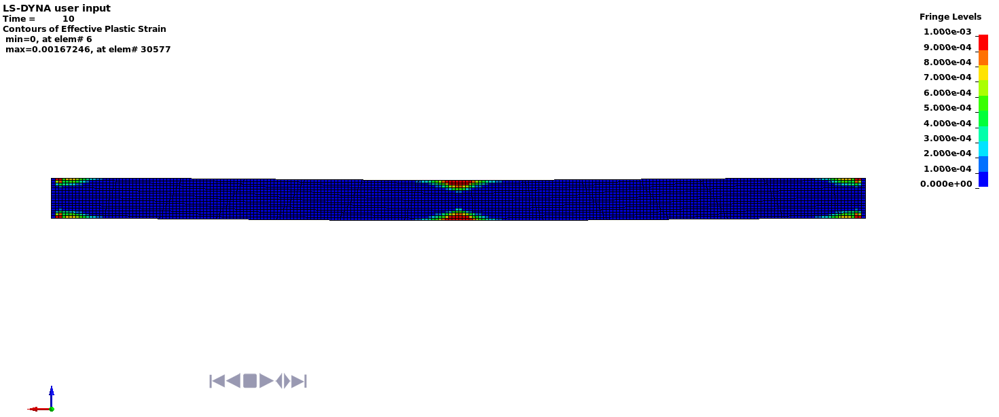 LS-DYNA user input
Time = 10
Contours of Effective Plastic Strain
min=0, at elem# 6
max=0.00167246, at elem# 30577
Fringe Levels
1.000e-03
9.000e-04
8.000e-04
7.000e-04
6.000e-04
5.000e-04
4.000e-04
3.000e-04
2.000e-04
1.000e-04
0.000e+00